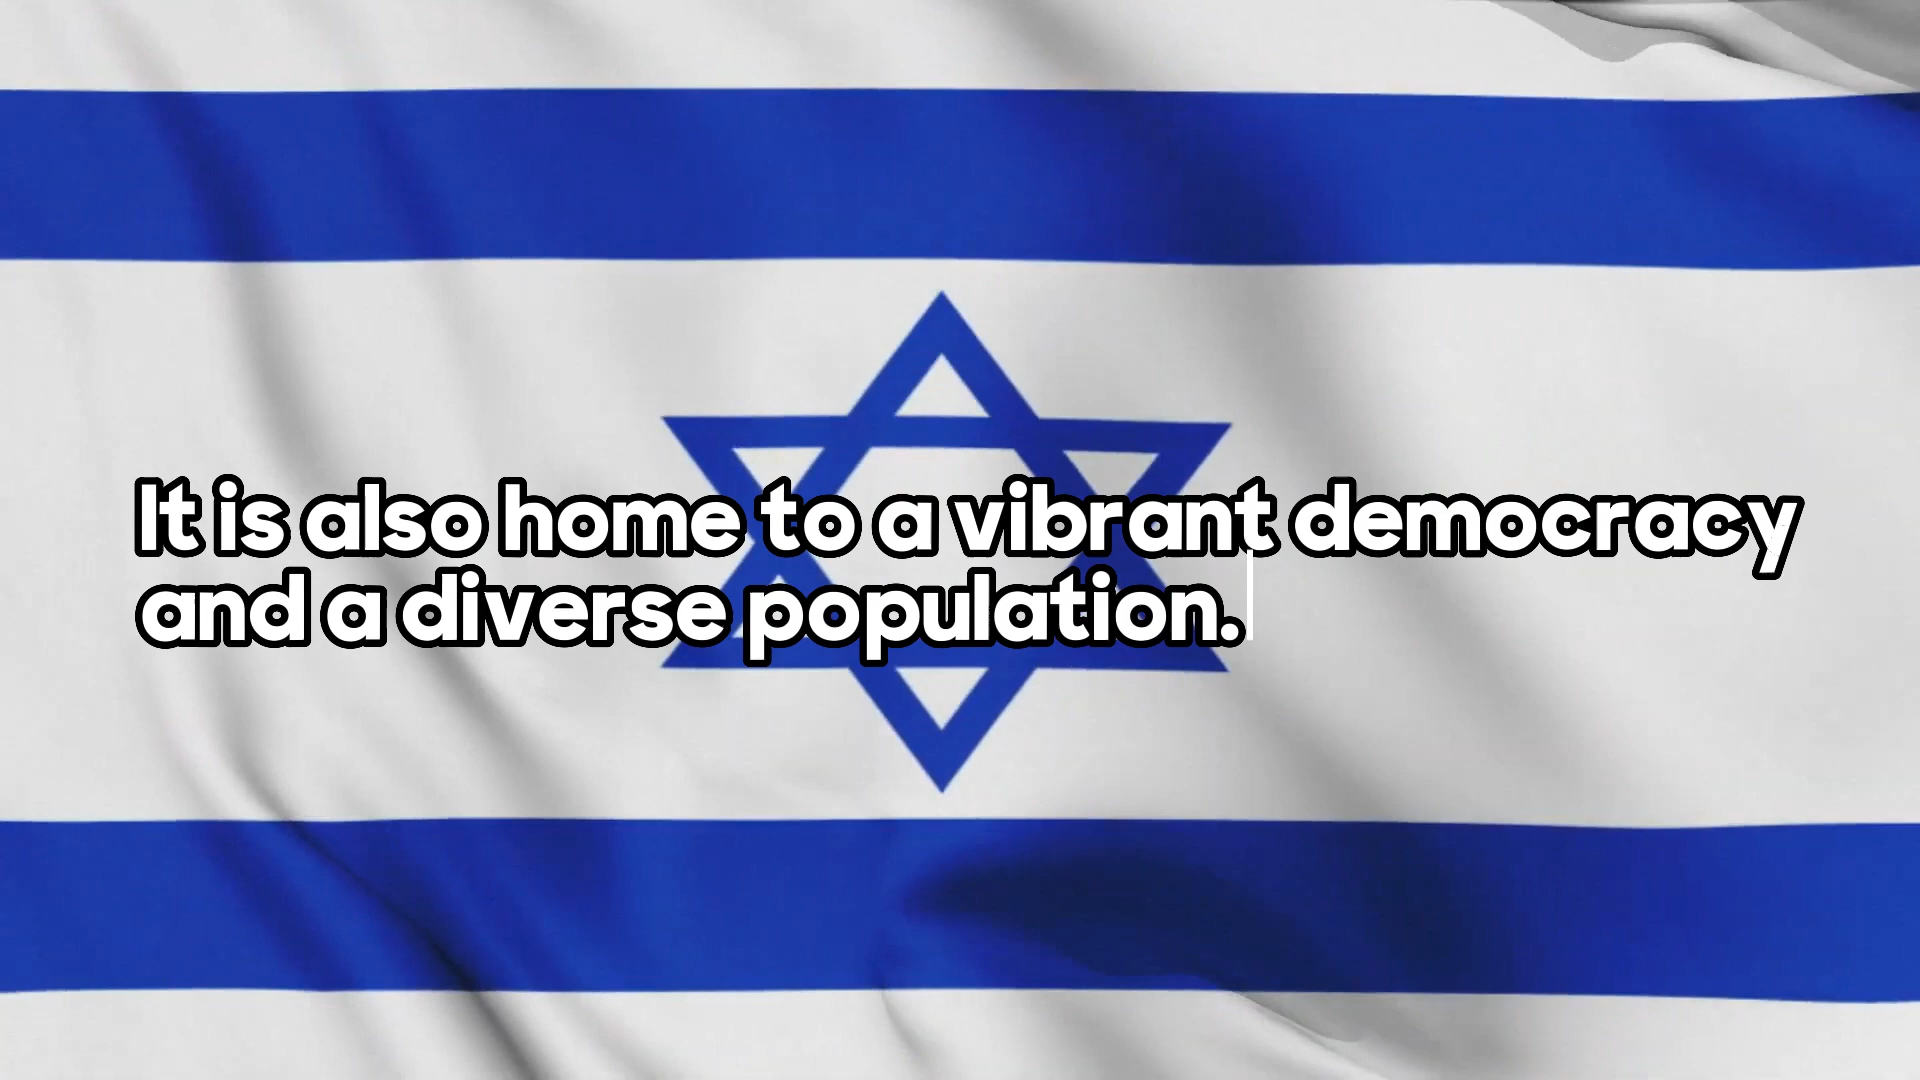 It is also home to a vibrant democracy
and a diverse population.